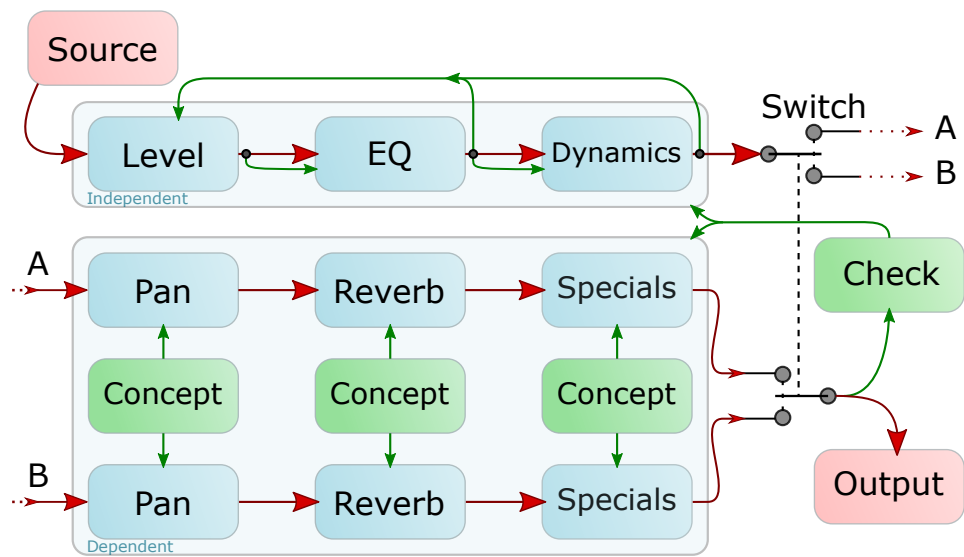 Source
Switch
Level
EQ
Dynamics
A
B
Independent
A
Pan
Reverb
Specials
Check
Concept
Concept
Concept
B
Pan
Reverb
Specials
Output
Dependent